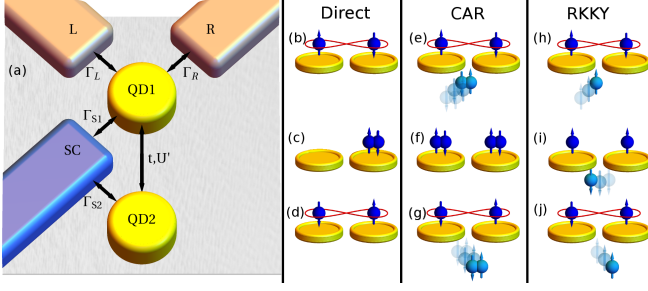 L
R
(a)
Γ_L
Γ_R
QD1
Γ_S1
SC
t,U'
Γ_S2
QD2
Direct
CAR
RKKY
(b)
(e)
(h)
(c)
(f)
(i)
(d)
(g)
(j)